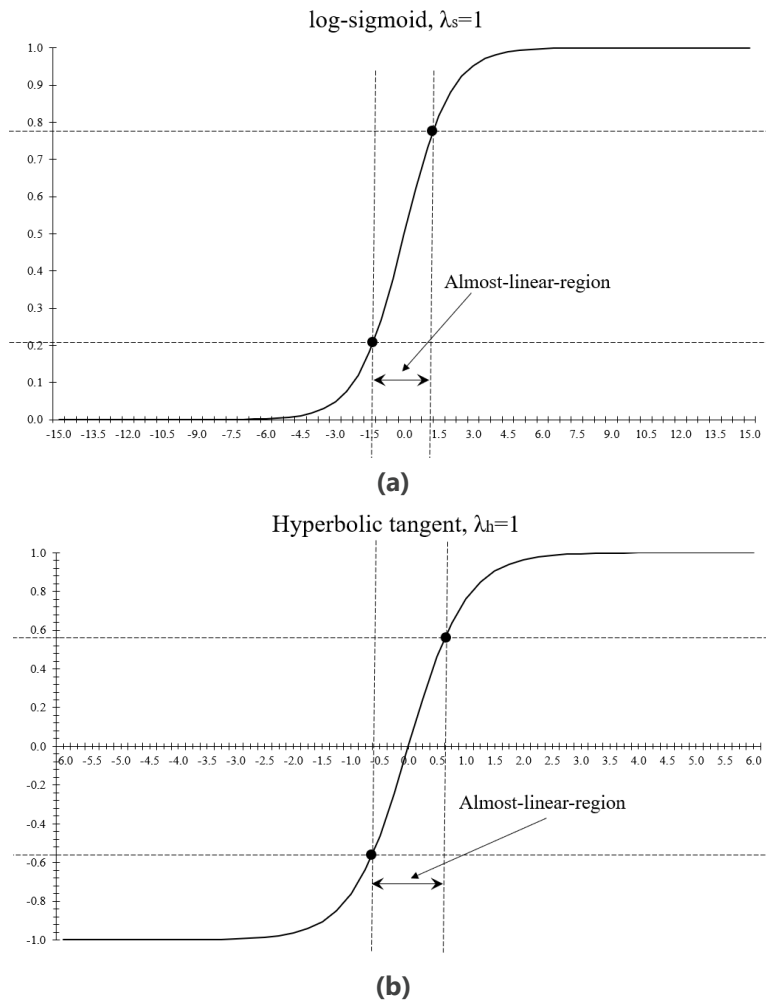 log-sigmoid, λs=1
1.0
0.9
0.8
0.7
0.6
0.5
0.4
Almost-linear-region
0.3
0.2
0.1
0.0
-15.0 -13.5 -12.0 -10.5 -9.0 -7.5 -6.0 -4.5 -3.0 -1.5 0.0 1.5 3.0 4.5 6.0 7.5 9.0 10.5 12.0 13.5 15.0
(a)
Hyperbolic tangent, λh=1
1.0
0.8
0.6
0.4
0.2
0.0
-6.0 -5.5 -5.0 -4.5 -4.0 -3.5 -3.0 -2.5 -2.0 -1.5 -1.0 -0.5 0.0 0.5 1.0 1.5 2.0 2.5 3.0 3.5 4.0 4.5 5.0 5.5 6.0
-0.2
Almost-linear-region
-0.4
-0.6
-0.8
-1.0
(b)